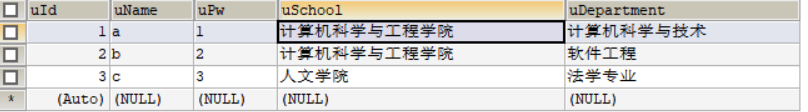 uId uName uPw uSchool uDepartment
1 a 1 计算机科学与工程学院 计算机科学与技术
2 b 2 计算机科学与工程学院 软件工程
3 c 3 人文学院 法学专业
* (Auto) (NULL) (NULL) (NULL) (NULL)